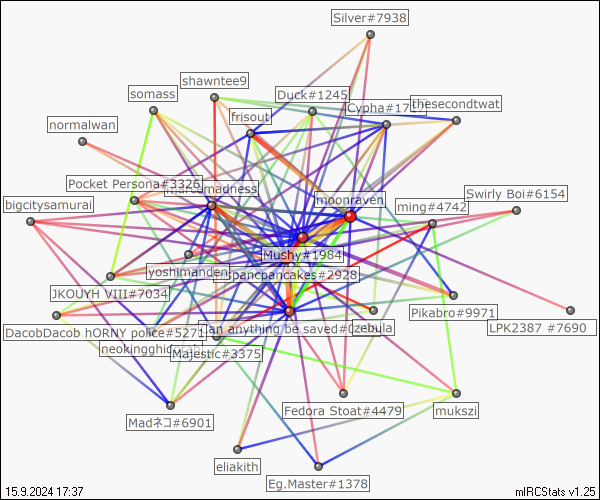 Silver#7938
shawntee9
somass
Duck#1245
Cypha#1
thesecondtwat
frisout
normalwan
Pocket Persona#3326
madness
moonraven
Swirly Boi#6154
bigcitysamurai
ming#4742
Mushy#1984
yoshimanden
spancpancakes#2928
JKOUYH VIII#7034
Pikabro#9971
LPK2387 #7690
DacobDacob hORNY police#5271
an anything be saved#0
zebula
Majestic#3375
Fedora Stoat#4479
mukszi
Madネコ#6901
eliakith
Eg.Master#1378
15.9.2024 17:37
mIRCStats v1.25